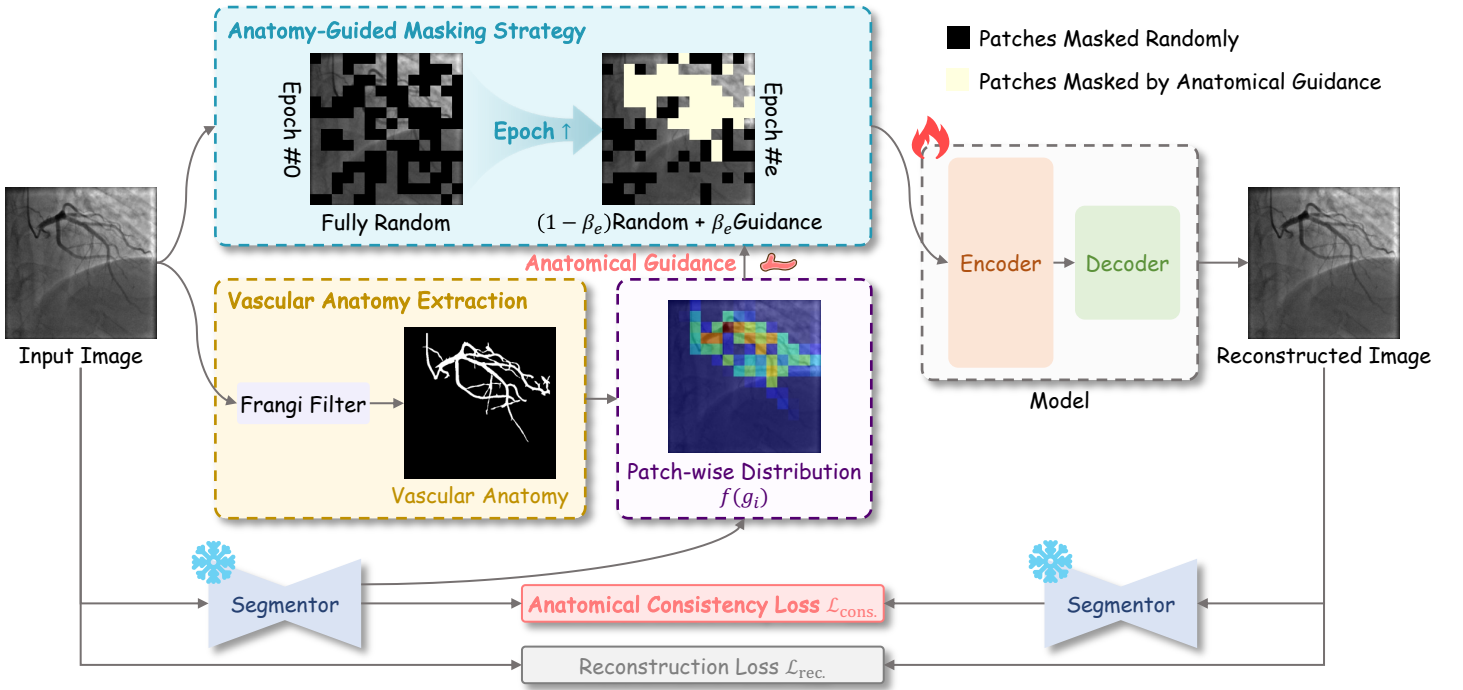 Anatomy-Guided Masking Strategy
Epoch #0
Epoch ↑
Epoch #e
Fully Random
(1 − βₑ)Random + βₑGuidance
Patches Masked Randomly
Patches Masked by Anatomical Guidance
Input Image
Anatomical Guidance
Vascular Anatomy Extraction
Frangi Filter
Vascular Anatomy
Patch-wise Distribution
f(gᵢ)
Encoder
Decoder
Model
Reconstructed Image
Segmentor
Anatomical Consistency Loss ℒcons.
Segmentor
Reconstruction Loss ℒrec.